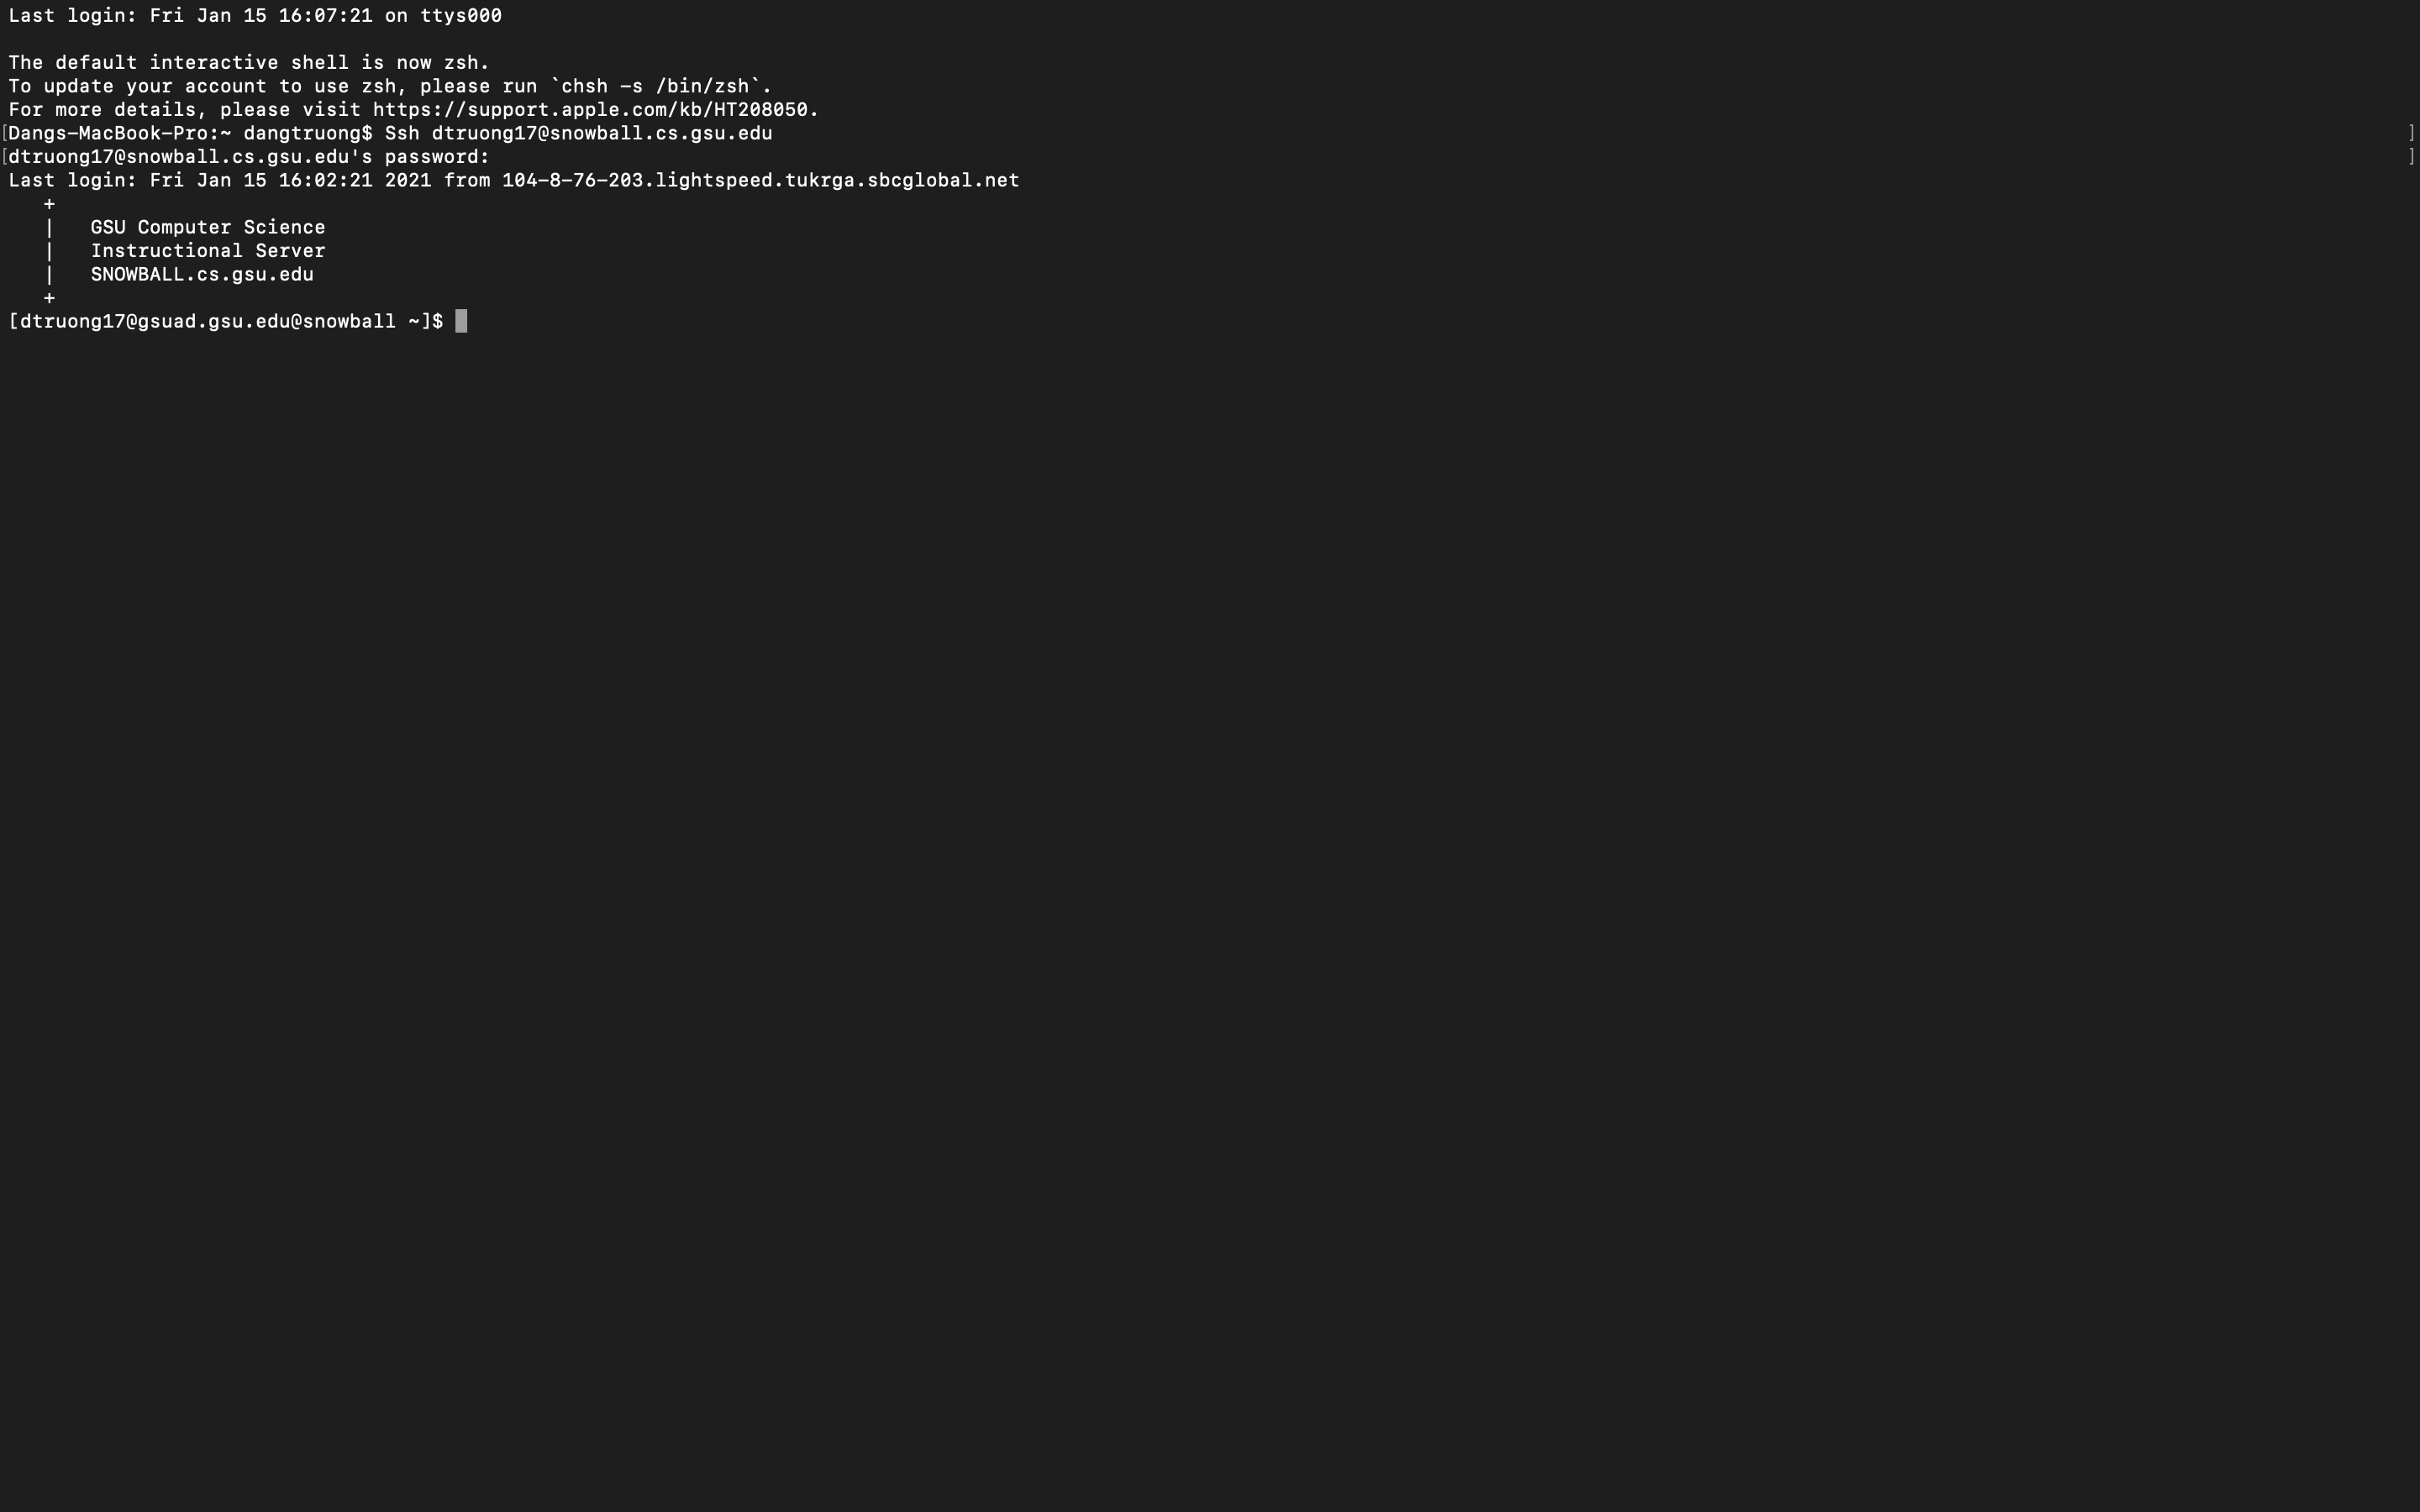 Last login: Fri Jan 15 16:07:21 on ttys000
The default interactive shell is now zsh.
To update your account to use zsh, please run `chsh -s /bin/zsh`.
For more details, please visit https://support.apple.com/kb/HT208050.
[Dangs-MacBook-Pro:~ dangtruong$ Ssh dtruong17@snowball.cs.gsu.edu ]
[dtruong17@snowball.cs.gsu.edu's password: ]
Last login: Fri Jan 15 16:02:21 2021 from 104-8-76-203.lightspeed.tukrga.sbcglobal.net
+
| GSU Computer Science
| Instructional Server
| SNOWBALL.cs.gsu.edu
+
[dtruong17@gsuad.gsu.edu@snowball ~]$